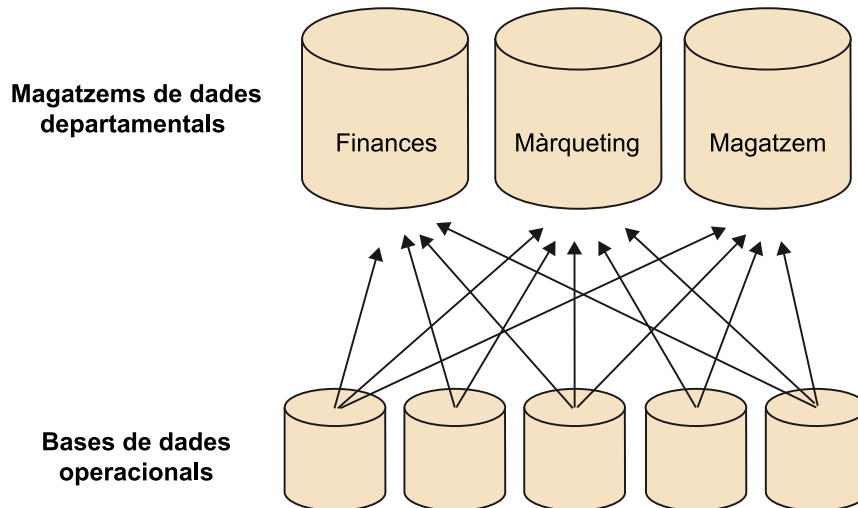 Magatzems de dades
departamentals
Finances
Màrqueting
Magatzem
Bases de dades
operacionals